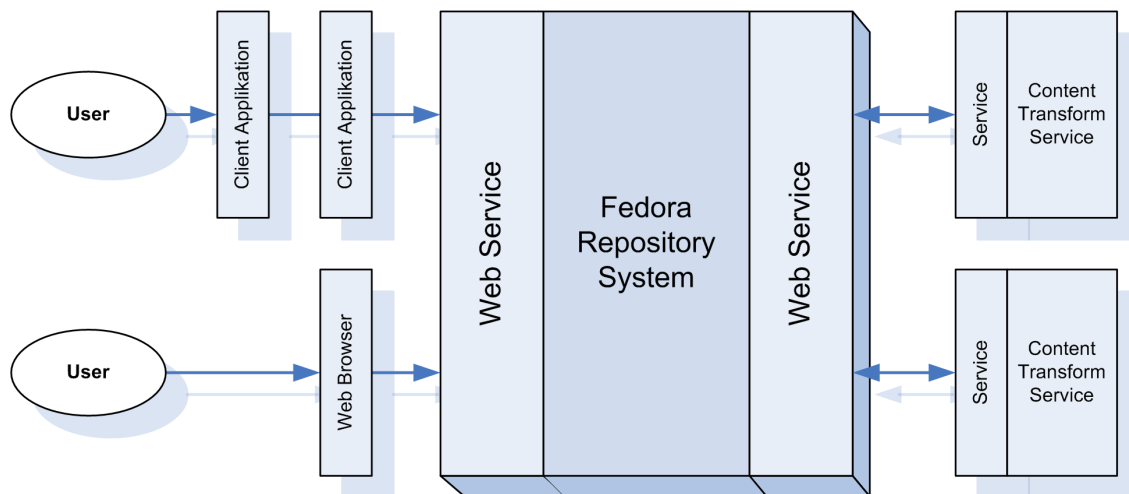 User
Client Applikation
Client Applikation
Web Service
Fedora
Repository
System
Web Service
Service
Content
Transform
Service
User
Web Browser
Service
Content
Transform
Service